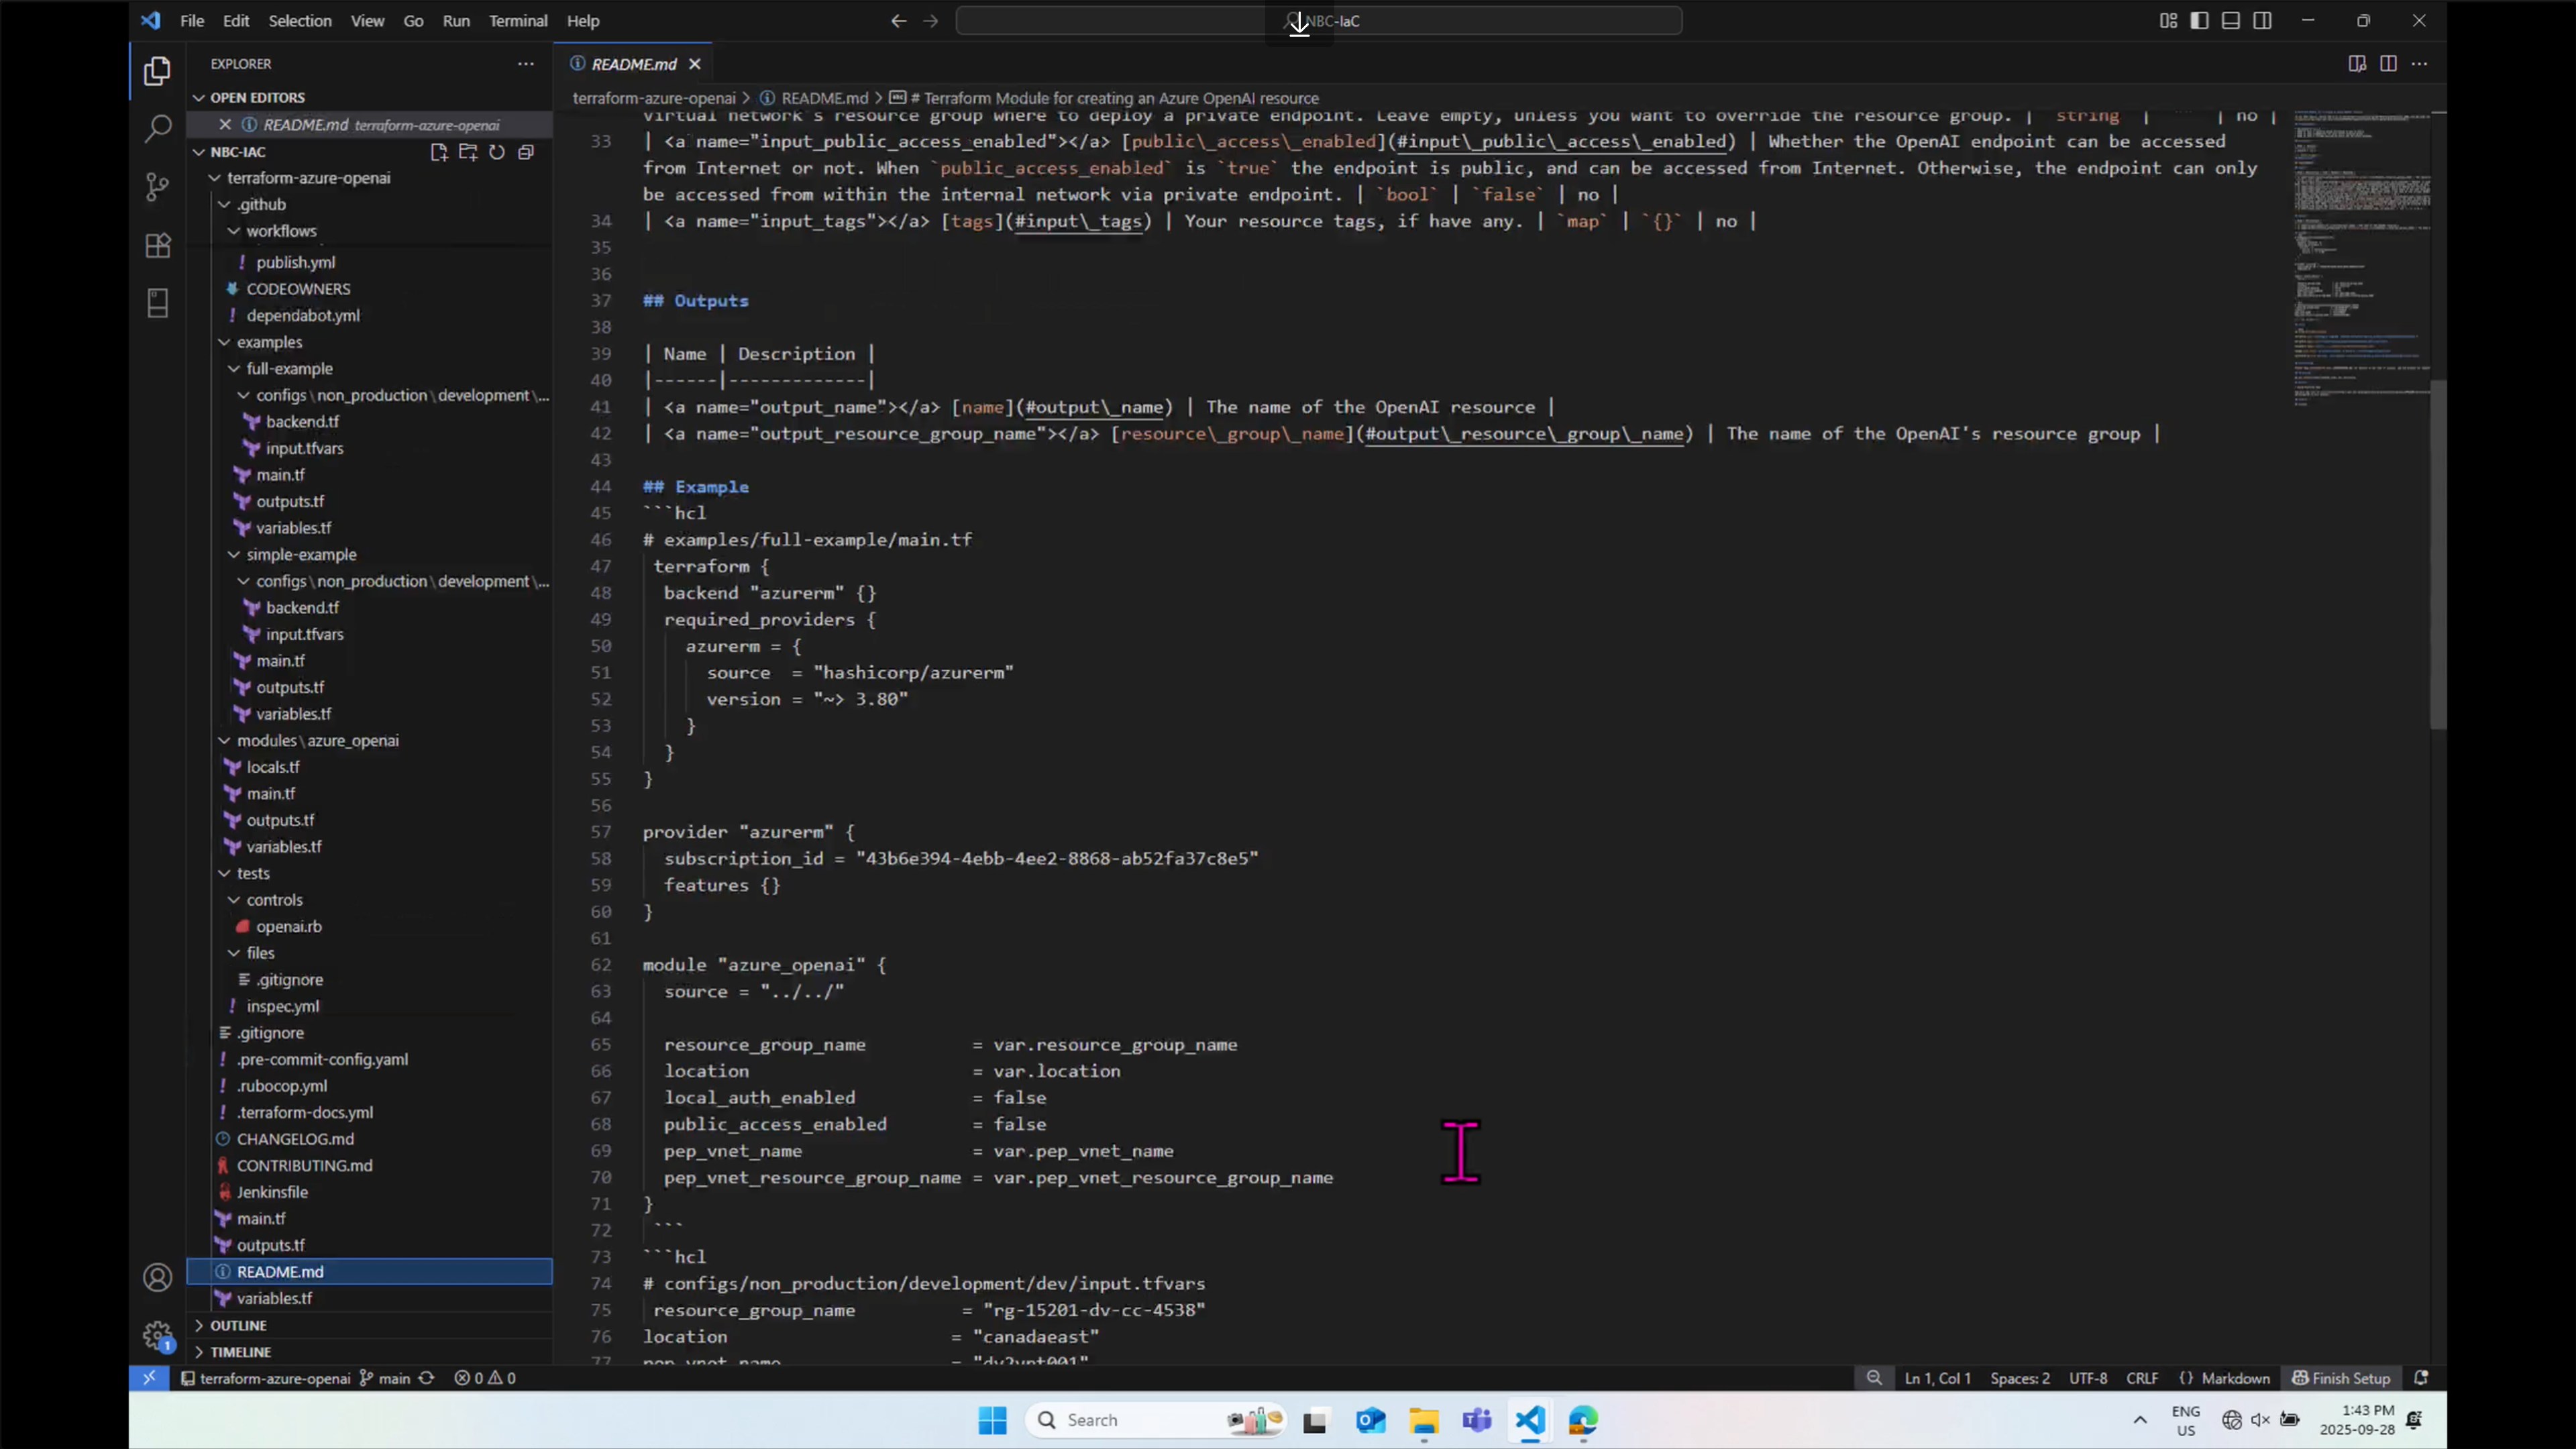 File Edit Selection View Go Run Terminal Help
NBC-IaC
EXPLORER
OPEN EDITORS
README.md terraform-azure-openai
NBC-IAC
terraform-azure-openai
.github
workflows
publish.yml
CODEOWNERS
dependabot.yml
examples
full-example
configs\non_production\development\...
backend.tf
input.tfvars
main.tf
outputs.tf
variables.tf
simple-example
configs\non_production\development\...
backend.tf
input.tfvars
main.tf
outputs.tf
variables.tf
modules\azure_openai
locals.tf
main.tf
outputs.tf
variables.tf
tests
controls
openai.rb
files
.gitignore
inspec.yml
.gitignore
.pre-commit-config.yaml
.rubocop.yml
.terraform-docs.yml
CHANGELOG.md
CONTRIBUTING.md
Jenkinsfile
main.tf
outputs.tf
README.md
variables.tf
OUTLINE
TIMELINE
README.md
terraform-azure-openai > README.md > # Terraform Module for creating an Azure OpenAI resource
virtual network's resource group where to deploy a private endpoint. Leave empty, unless you want to override the resource group. | `string` | | no |
33 | <a name="input_public_access_enabled"></a> [public\_access\_enabled](#input\_public\_access\_enabled) | Whether the OpenAI endpoint can be accessed
from Internet or not. When `public_access_enabled` is `true` the endpoint is public, and can be accessed from Internet. Otherwise, the endpoint can only
be accessed from within the internal network via private endpoint. | `bool` | `false` | no |
34 | <a name="input_tags"></a> [tags](#input\_tags) | Your resource tags, if have any. | `map` | `{}` | no |
35
36
37 ## Outputs
38
39 | Name | Description |
40 |------|-------------|
41 | <a name="output_name"></a> [name](#output\_name) | The name of the OpenAI resource |
42 | <a name="output_resource_group_name"></a> [resource\_group\_name](#output\_resource\_group\_name) | The name of the OpenAI's resource group |
43
44 ## Example
45 ```hcl
46 # examples/full-example/main.tf
47 terraform {
48 backend "azurerm" {}
49 required_providers {
50 azurerm = {
51 source = "hashicorp/azurerm"
52 version = "~> 3.80"
53 }
54 }
55 }
56
57 provider "azurerm" {
58 subscription_id = "43b6e394-4ebb-4ee2-8868-ab52fa37c8e5"
59 features {}
60 }
61
62 module "azure_openai" {
63 source = "../../"
64
65 resource_group_name = var.resource_group_name
66 location = var.location
67 local_auth_enabled = false
68 public_access_enabled = false
69 pep_vnet_name = var.pep_vnet_name
70 pep_vnet_resource_group_name = var.pep_vnet_resource_group_name
71 }
72 ```
73 ```hcl
74 # configs/non_production/development/dev/input.tfvars
75 resource_group_name = "rg-15201-dv-cc-4538"
76 location = "canadaeast"
77 pep_vnet_name = "dv2vnt001"
terraform-azure-openai main 0 0
Ln 1, Col 1 Spaces: 2 UTF-8 CRLF {} Markdown Finish Setup
Search
ENG US
1:43 PM
2025-09-28